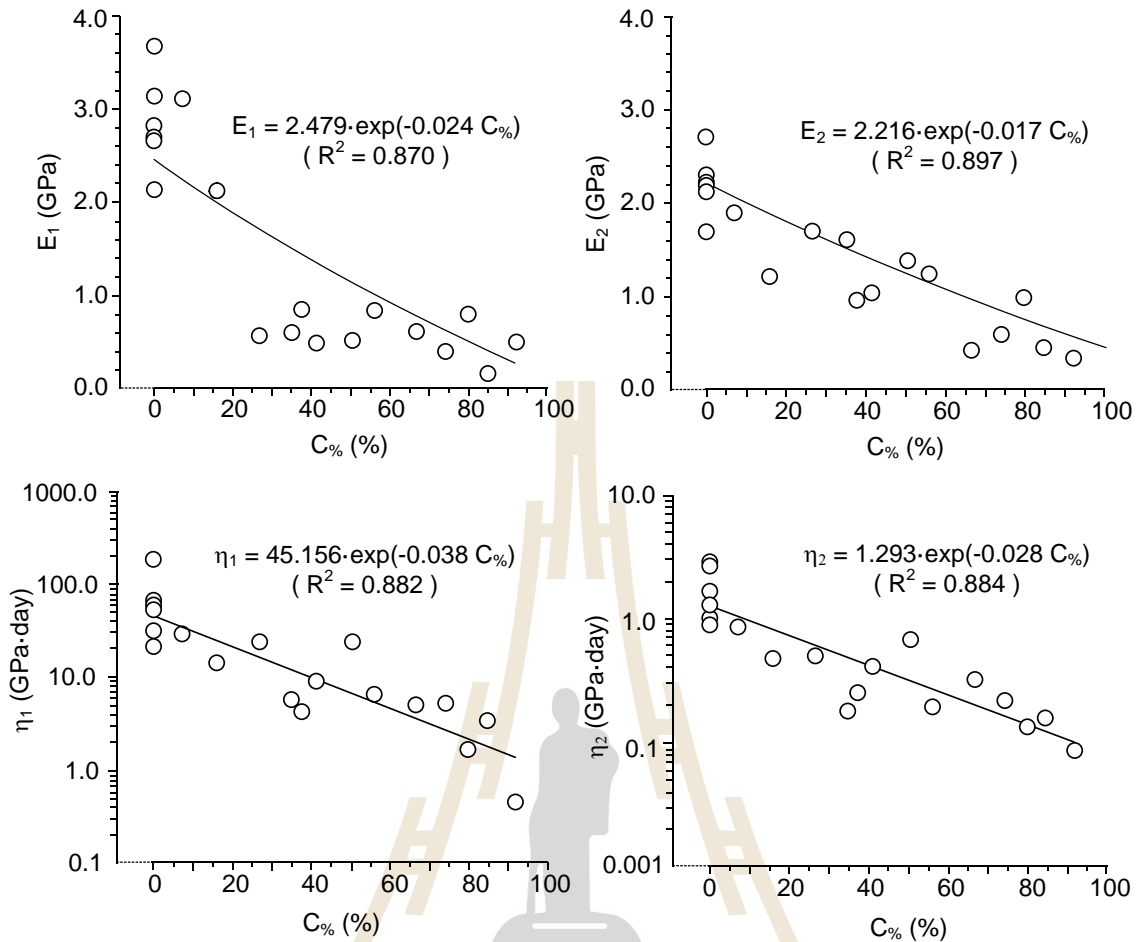 4.0
3.0
2.0
1.0
0.0
E₁ (GPa)
E₁ = 2.479·exp(-0.024 C%)
( R² = 0.870 )
0 20 40 60 80 100
C% (%)
4.0
3.0
2.0
1.0
0.0
E₂ (GPa)
E₂ = 2.216·exp(-0.017 C%)
( R² = 0.897 )
0 20 40 60 80 100
C% (%)
1000.0
100.0
10.0
1.0
0.1
η₁ (GPa·day)
η₁ = 45.156·exp(-0.038 C%)
( R² = 0.882 )
0 20 40 60 80 100
C% (%)
10.0
1.0
0.1
0.001
η₂ (GPa·day)
η₂ = 1.293·exp(-0.028 C%)
( R² = 0.884 )
0 20 40 60 80 100
C% (%)